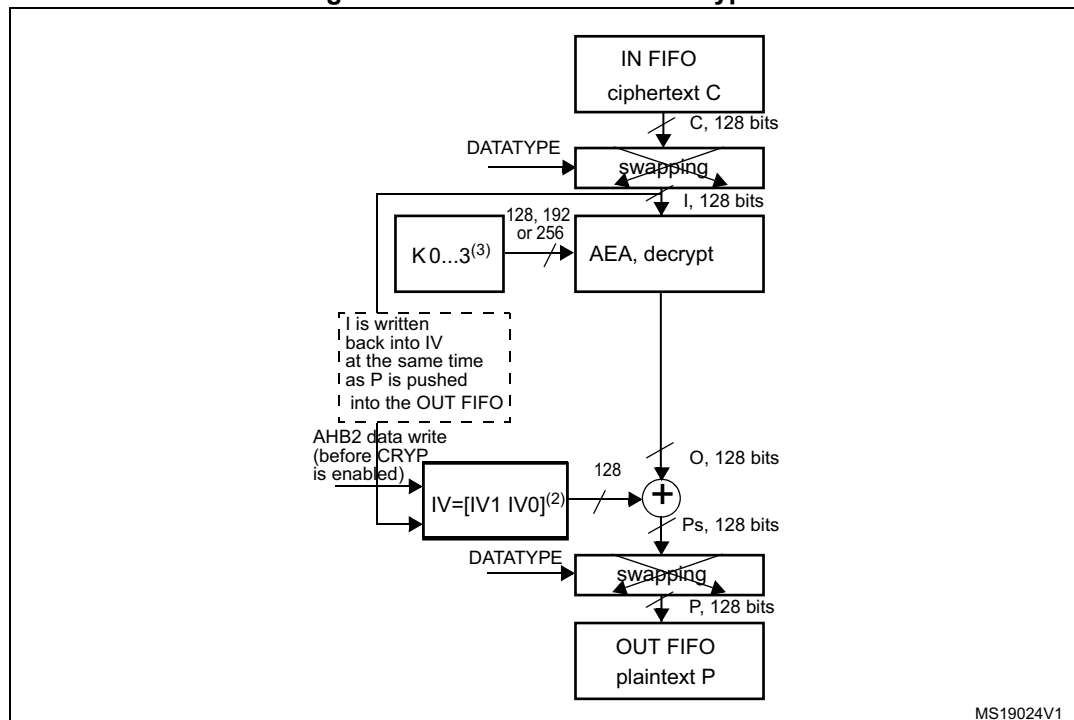 IN FIFO
ciphertext C
C, 128 bits
DATATYPE
swapping
I, 128 bits
128, 192
or 256
K 0...3(3)
AEA, decrypt
I is written
back into IV
at the same time
as P is pushed
into the OUT FIFO
AHB2 data write
(before CRYP
is enabled)
IV=[IV1 IV0](2)
128
O, 128 bits
+
Ps, 128 bits
DATATYPE
swapping
P, 128 bits
OUT FIFO
plaintext P
MS19024V1